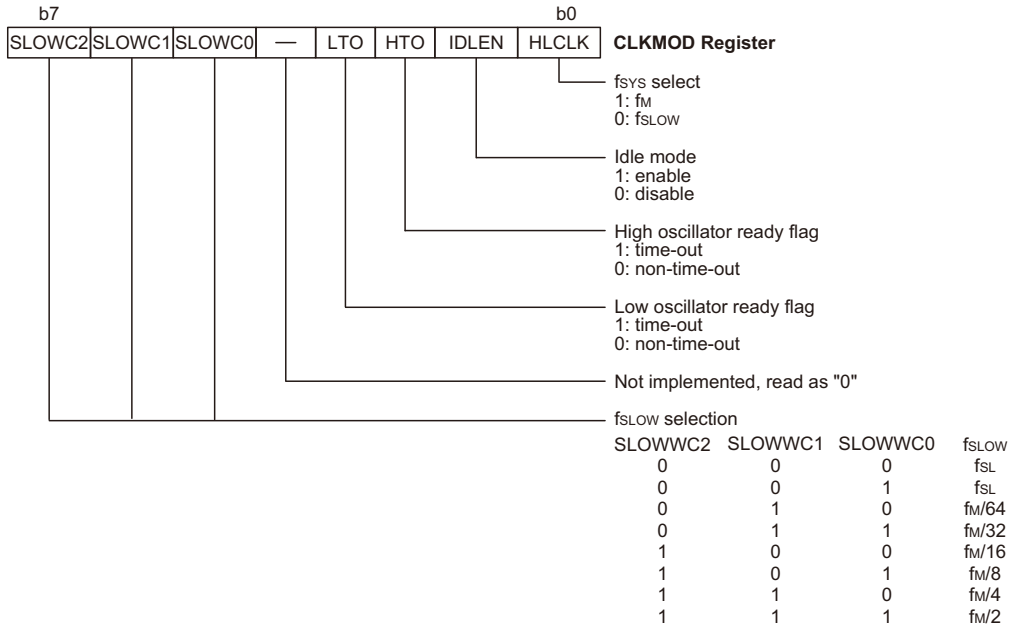 b7 b0
SLOWC2 SLOWC1 SLOWC0 — LTO HTO IDLEN HLCLK CLKMOD Register
fSYS select
1: fM
0: fSLOW
Idle mode
1: enable
0: disable
High oscillator ready flag
1: time-out
0: non-time-out
Low oscillator ready flag
1: time-out
0: non-time-out
Not implemented, read as "0"
fSLOW selection
SLOWWC2 SLOWWC1 SLOWWC0 fSLOW
0 0 0 fSL
0 0 1 fSL
0 1 0 fM/64
0 1 1 fM/32
1 0 0 fM/16
1 0 1 fM/8
1 1 0 fM/4
1 1 1 fM/2